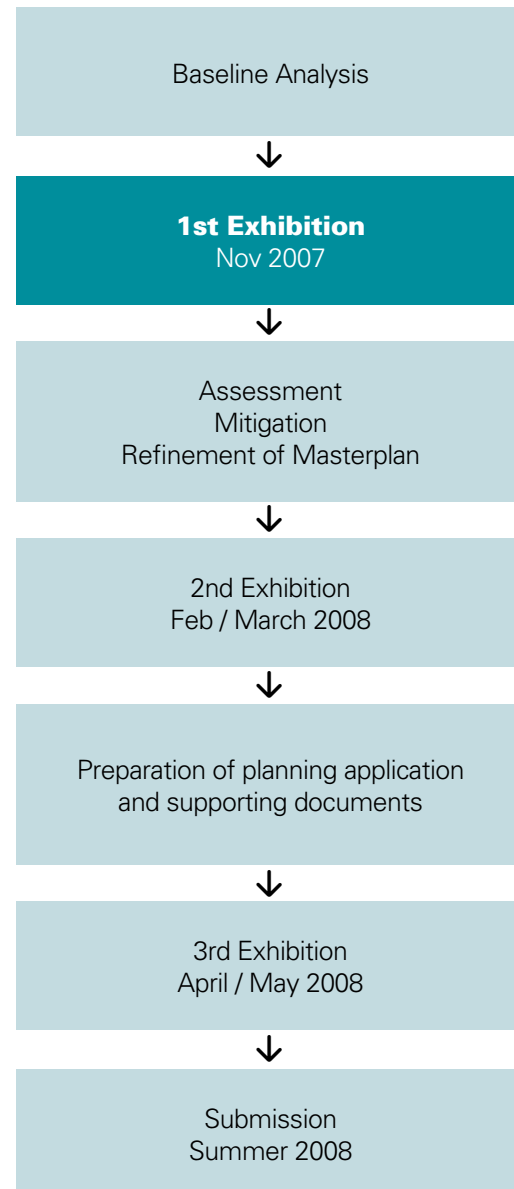 Baseline Analysis
1st Exhibition
Nov 2007
Assessment
Mitigation
Refinement of Masterplan
2nd Exhibition
Feb / March 2008
Preparation of planning application
and supporting documents
3rd Exhibition
April / May 2008
Submission
Summer 2008